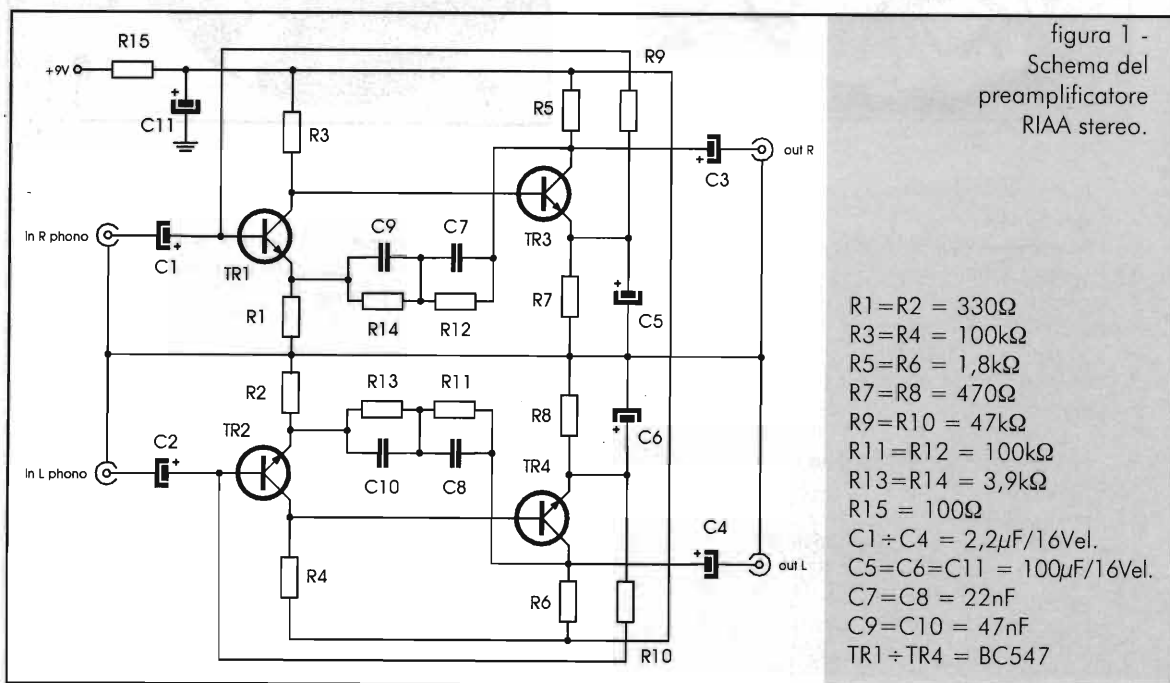 figura 1 -
Schema del
preamplificatore
RIAA stereo.
R15
+9V
+
C11
R3
R5
R9
+
C3
out R
In R phono
C1
+
TR1
C9
C7
R14
R12
TR3
R1
R7
+
C5
R2
R13
R11
R8
+
C6
TR2
C10
C8
TR4
In L phono
C2
+
R4
R6
C4
+
out L
R10
R1=R2 = 330Ω
R3=R4 = 100kΩ
R5=R6 = 1,8kΩ
R7=R8 = 470Ω
R9=R10 = 47kΩ
R11=R12 = 100kΩ
R13=R14 = 3,9kΩ
R15 = 100Ω
C1÷C4 = 2,2µF/16Vel.
C5=C6=C11 = 100µF/16Vel.
C7=C8 = 22nF
C9=C10 = 47nF
TR1÷TR4 = BC547